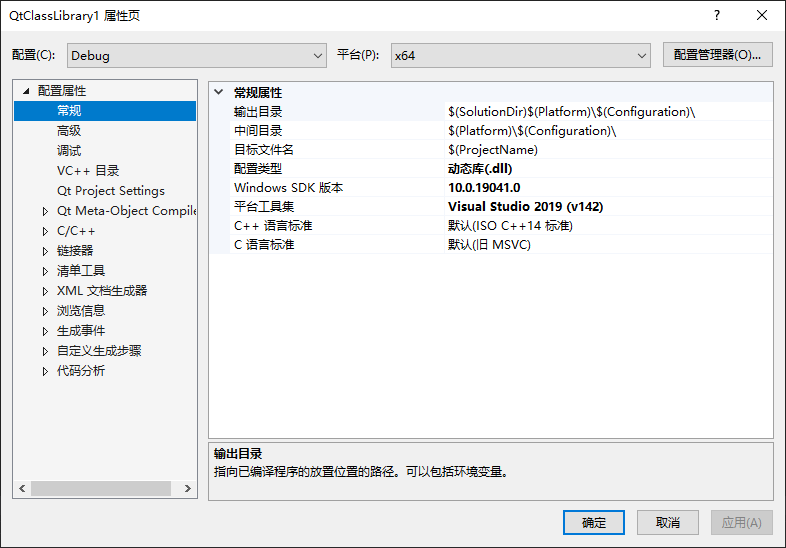 QtClassLibrary1 属性页
配置(C): Debug 平台(P): x64 配置管理器(O)...
配置属性
常规
高级
调试
VC++ 目录
Qt Project Settings
Qt Meta-Object Compile
C/C++
链接器
清单工具
XML 文档生成器
浏览信息
生成事件
自定义生成步骤
代码分析
常规属性
输出目录 $(SolutionDir)$(Platform)\$(Configuration)\
中间目录 $(Platform)\$(Configuration)\
目标文件名 $(ProjectName)
配置类型 动态库(.dll)
Windows SDK 版本 10.0.19041.0
平台工具集 Visual Studio 2019 (v142)
C++ 语言标准 默认(ISO C++14 标准)
C 语言标准 默认(旧 MSVC)
输出目录
指向已编译程序的放置位置的路径。可以包括环境变量。
确定 取消 应用(A)